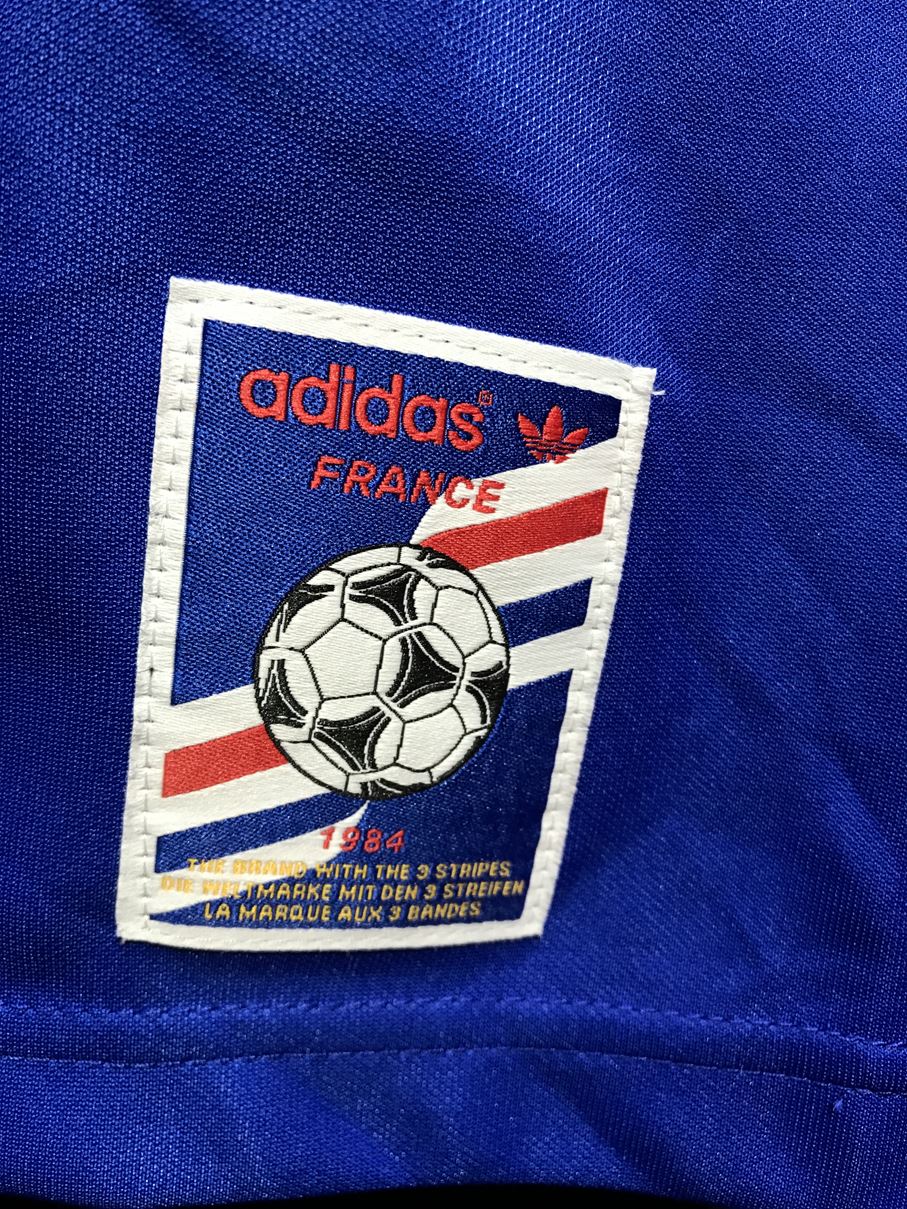 adidas®
FRANCE
1984
THE BRAND WITH THE 3 STRIPES
DIE WELTMARKE MIT DEN 3 STREIFEN
LA MARQUE AUX 3 BANDES